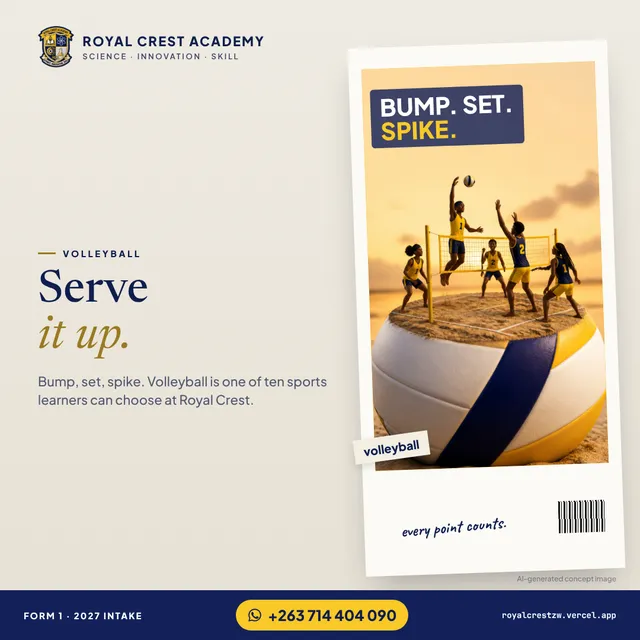 ROYAL CREST ACADEMY
SCIENCE · INNOVATION · SKILL
BUMP. SET.
SPIKE.
VOLLEYBALL
Serve
it up.
Bump, set, spike. Volleyball is one of ten sports
learners can choose at Royal Crest.
volleyball
every point counts.
AI-generated concept image
FORM 1 · 2027 INTAKE
+263 714 404 090
royalcrestzw.vercel.app